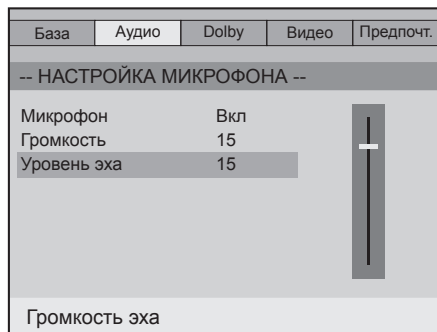 База Аудио Dolby Видео Предпочт.
-- НАСТРОЙКА МИКРОФОНА --
Микрофон Вкл
Громкость 15
Уровень эха 15
Громкость эха